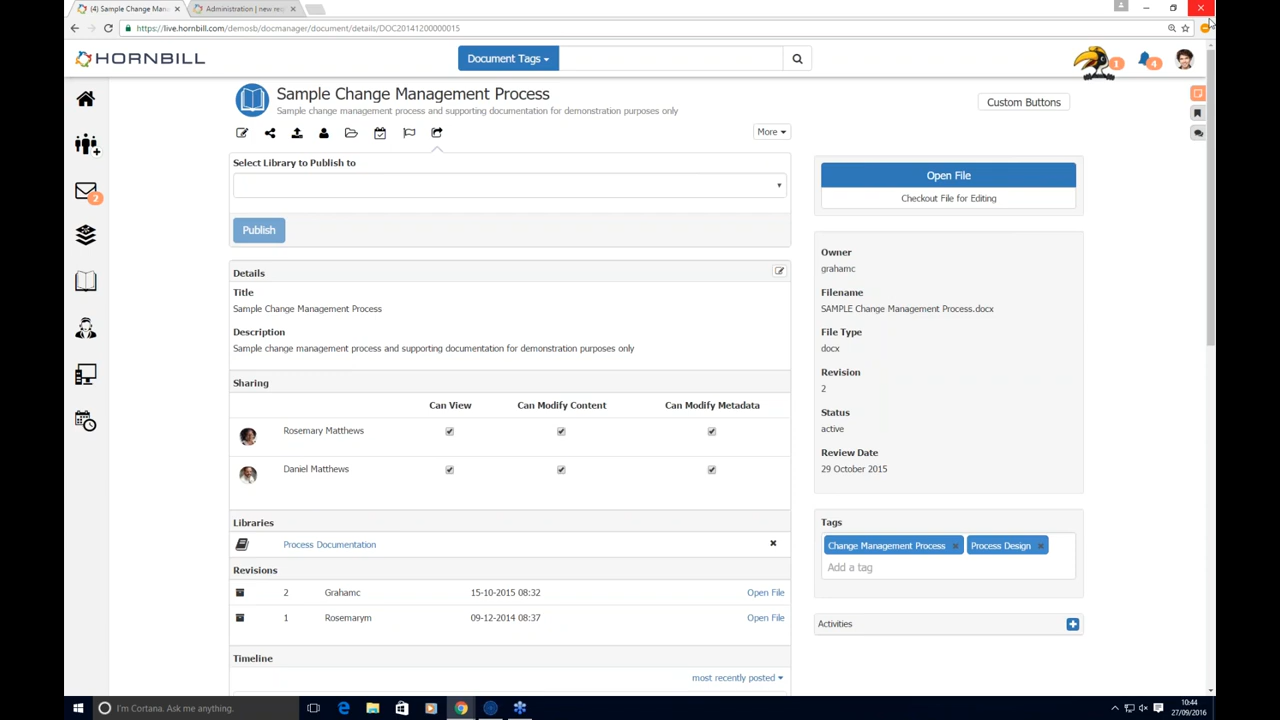 (4) Sample Change Man
Administration | new res
https://live.hornbill.com/demosb/docmanager/document/details/DOC20141200000015
HORNBILL
Document Tags
1
4
Sample Change Management Process
Sample change management process and supporting documentation for demonstration purposes only
Custom Buttons
More
2
Select Library to Publish to
Publish
Open File
Checkout File for Editing
Details
Title
Sample Change Management Process
Description
Sample change management process and supporting documentation for demonstration purposes only
Sharing
Can View Can Modify Content Can Modify Metadata
Rosemary Matthews
Daniel Matthews
Libraries
Process Documentation
Revisions
2 Grahamc 15-10-2015 08:32 Open File
1 Rosemarym 09-12-2014 08:37 Open File
Timeline
most recently posted
Owner
grahamc
Filename
SAMPLE Change Management Process.docx
File Type
docx
Revision
2
Status
active
Review Date
29 October 2015
Tags
Change Management Process
Process Design
Add a tag
Activities
I'm Cortana. Ask me anything.
10:44
27/09/2016